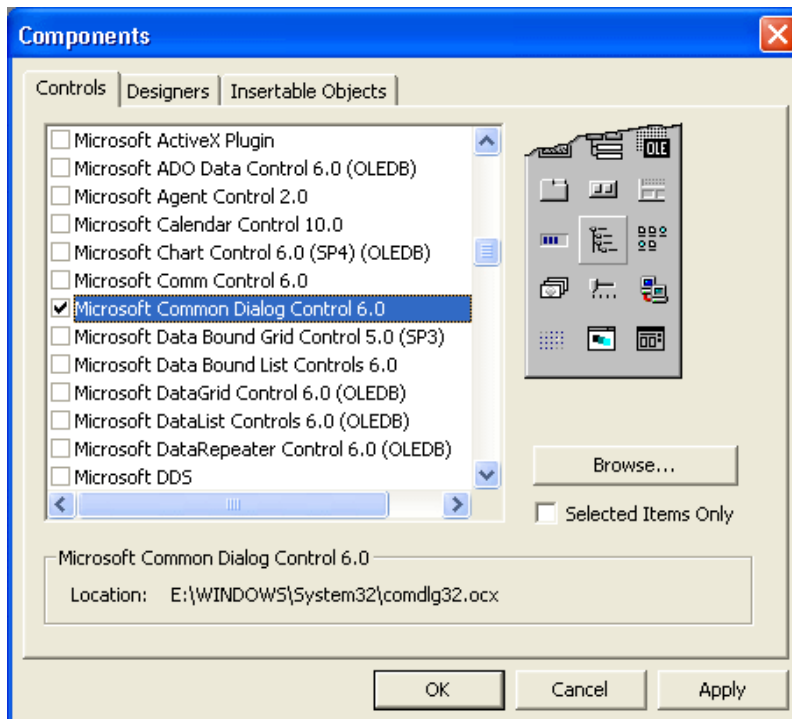 Components
Controls Designers Insertable Objects
Microsoft ActiveX Plugin
Microsoft ADO Data Control 6.0 (OLEDB)
Microsoft Agent Control 2.0
Microsoft Calendar Control 10.0
Microsoft Chart Control 6.0 (SP4) (OLEDB)
Microsoft Comm Control 6.0
Microsoft Common Dialog Control 6.0
Microsoft Data Bound Grid Control 5.0 (SP3)
Microsoft Data Bound List Controls 6.0
Microsoft DataGrid Control 6.0 (OLEDB)
Microsoft DataList Controls 6.0 (OLEDB)
Microsoft DataRepeater Control 6.0 (OLEDB)
Microsoft DDS
OLE
Browse...
Selected Items Only
Microsoft Common Dialog Control 6.0
Location: E:\WINDOWS\System32\comdlg32.ocx
OK Cancel Apply